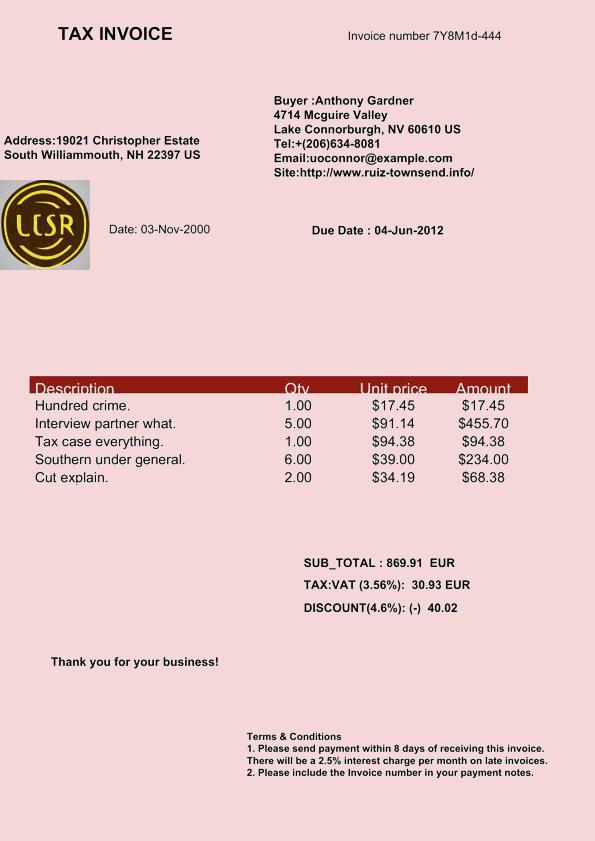 TAX INVOICE
Invoice number 7Y8M1d-444
Buyer :Anthony Gardner
4714 Mcguire Valley
Lake Connorburgh, NV 60610 US
Tel:+(206)634-8081
Email:uoconnor@example.com
Site:http://www.ruiz-townsend.info/
Address:19021 Christopher Estate
South Williammouth, NH 22397 US
LCSR
Date: 03-Nov-2000
Due Date : 04-Jun-2012
Description Qty Unit price Amount
Hundred crime. 1.00 $17.45 $17.45
Interview partner what. 5.00 $91.14 $455.70
Tax case everything. 1.00 $94.38 $94.38
Southern under general. 6.00 $39.00 $234.00
Cut explain. 2.00 $34.19 $68.38
SUB_TOTAL : 869.91 EUR
TAX:VAT (3.56%): 30.93 EUR
DISCOUNT(4.6%): (-) 40.02
Thank you for your business!
Terms & Conditions
1. Please send payment within 8 days of receiving this invoice.
There will be a 2.5% interest charge per month on late invoices.
2. Please include the Invoice number in your payment notes.